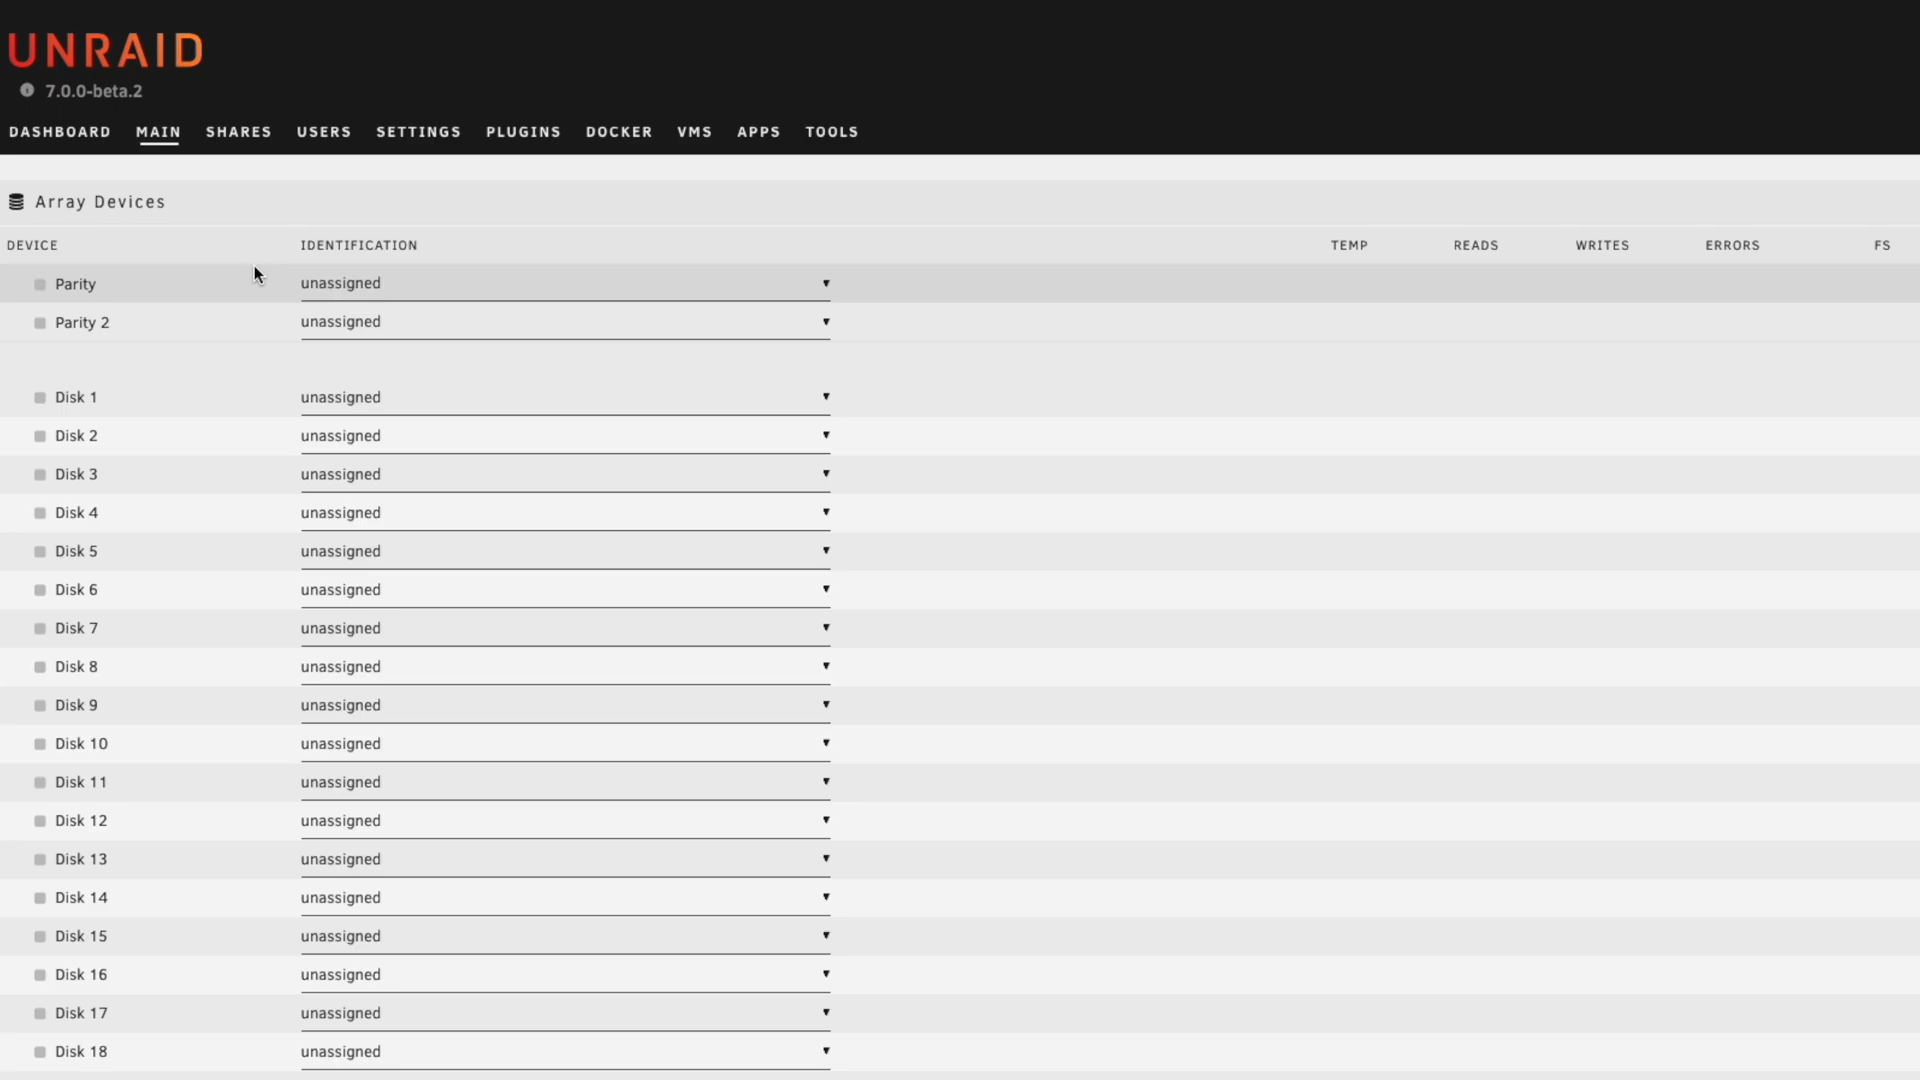 UNRAID
7.0.0-beta.2
DASHBOARD MAIN SHARES USERS SETTINGS PLUGINS DOCKER VMS APPS TOOLS
Array Devices
DEVICE IDENTIFICATION TEMP READS WRITES ERRORS FS
Parity unassigned
Parity 2 unassigned
Disk 1 unassigned
Disk 2 unassigned
Disk 3 unassigned
Disk 4 unassigned
Disk 5 unassigned
Disk 6 unassigned
Disk 7 unassigned
Disk 8 unassigned
Disk 9 unassigned
Disk 10 unassigned
Disk 11 unassigned
Disk 12 unassigned
Disk 13 unassigned
Disk 14 unassigned
Disk 15 unassigned
Disk 16 unassigned
Disk 17 unassigned
Disk 18 unassigned